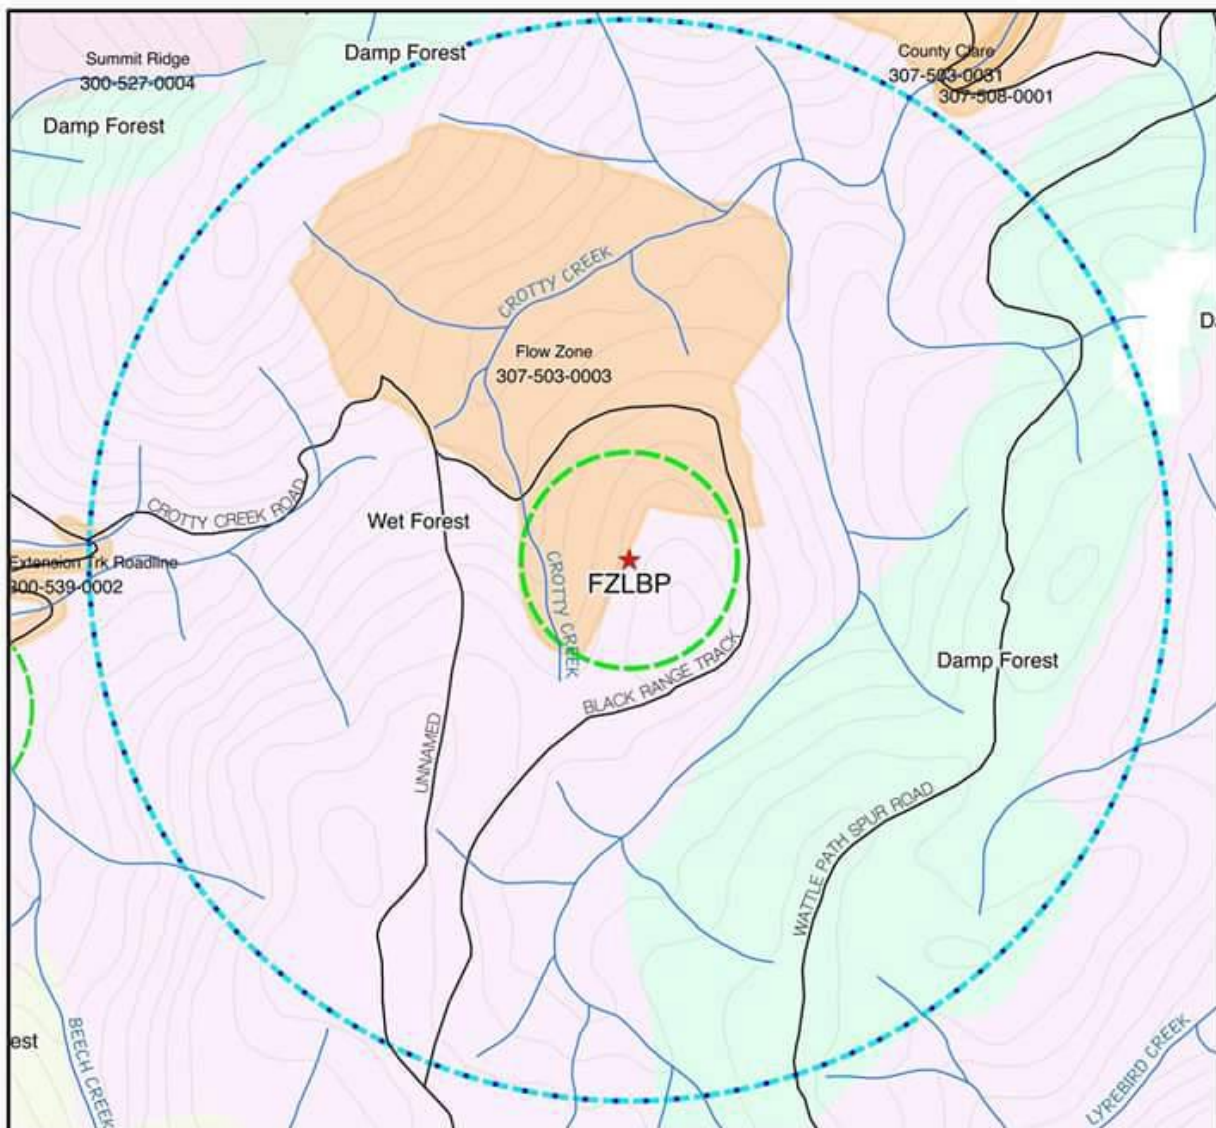 Summit Ridge
300-527-0004
Damp Forest
County Clare
307-503-0031
307-508-0001
Damp Forest
CROTTY CREEK
Flow Zone
307-503-0003
CROTTY CREEK ROAD
Wet Forest
Extension Trk Roadline
300-539-0002
FZLBP
CROTTY CREEK
BLACK RANGE TRACK
Damp Forest
UNNAMED
WATTLE PATH SPUR ROAD
BEECH CREEK
est
LYREBIRD CREEK